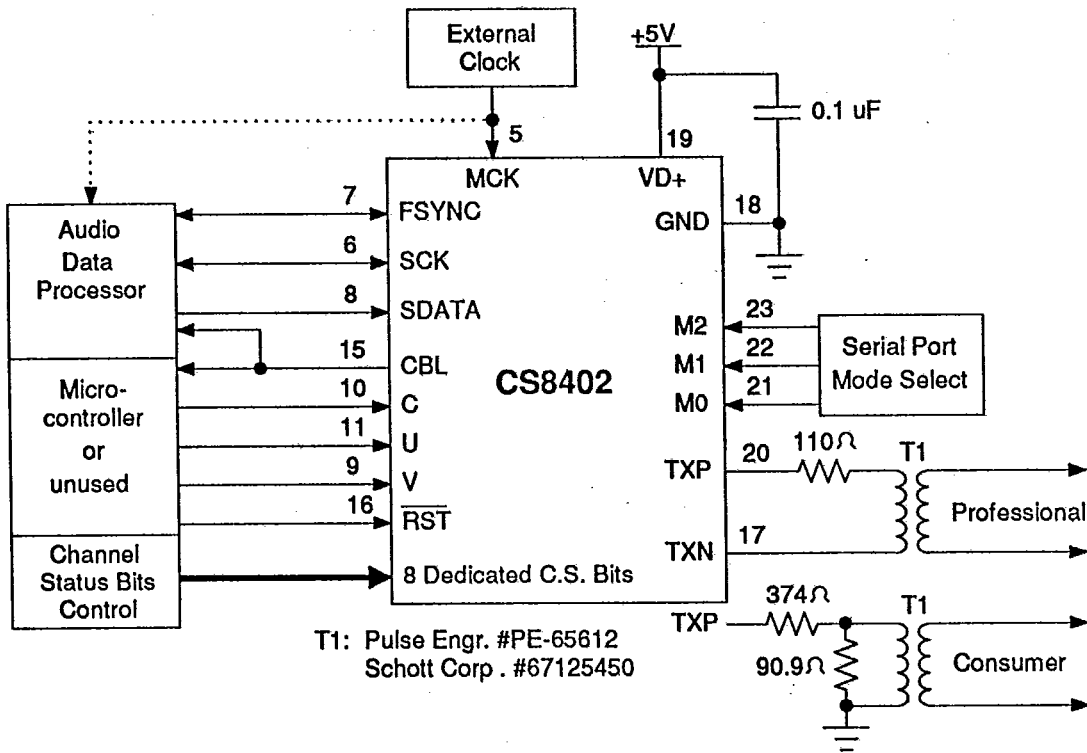 External
Clock
+5V
0.1 uF
5
19
MCK
VD+
Audio
Data
Processor
7
FSYNC
6
SCK
8
SDATA
15
CBL
Micro-
controller
or
unused
10
C
11
U
9
V
16
RST
Channel
Status Bits
Control
8 Dedicated C.S. Bits
CS8402
GND
18
M2
23
M1
22
M0
21
Serial Port
Mode Select
TXP
20
110Ω
T1
Professional
TXN
17
TXP
374Ω
90.9Ω
T1
Consumer
T1: Pulse Engr. #PE-65612
Schott Corp . #67125450